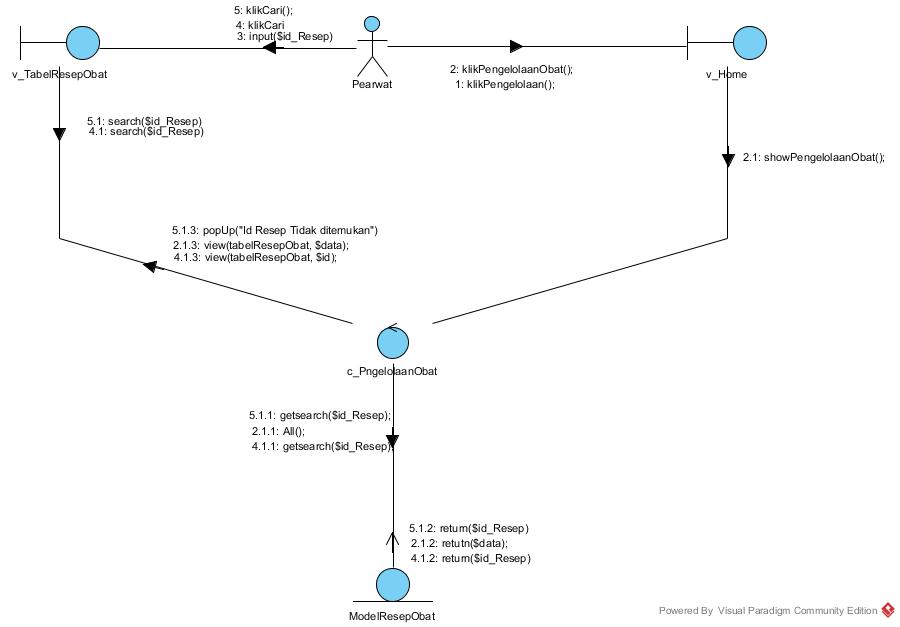 5: klikCari();
4: klikCari
3: input($id_Resep)
v_TabelResepObat
Pearwat
v_Home
2: klikPengelolaanObat();
1: klikPengelolaan();
5.1: search($id_Resep)
4.1: search($id_Resep)
2.1: showPengelolaanObat();
5.1.3: popUp("Id Resep Tidak ditemukan")
2.1.3: view(tabelResepObat, $data);
4.1.3: view(tabelResepObat, $id);
c_PngelolaanObat
5.1.1: getsearch($id_Resep);
2.1.1: All();
4.1.1: getsearch($id_Resep);
5.1.2: return($id_Resep)
2.1.2: retutn($data);
4.1.2: return($id_Resep)
ModelResepObat
Powered By Visual Paradigm Community Edition